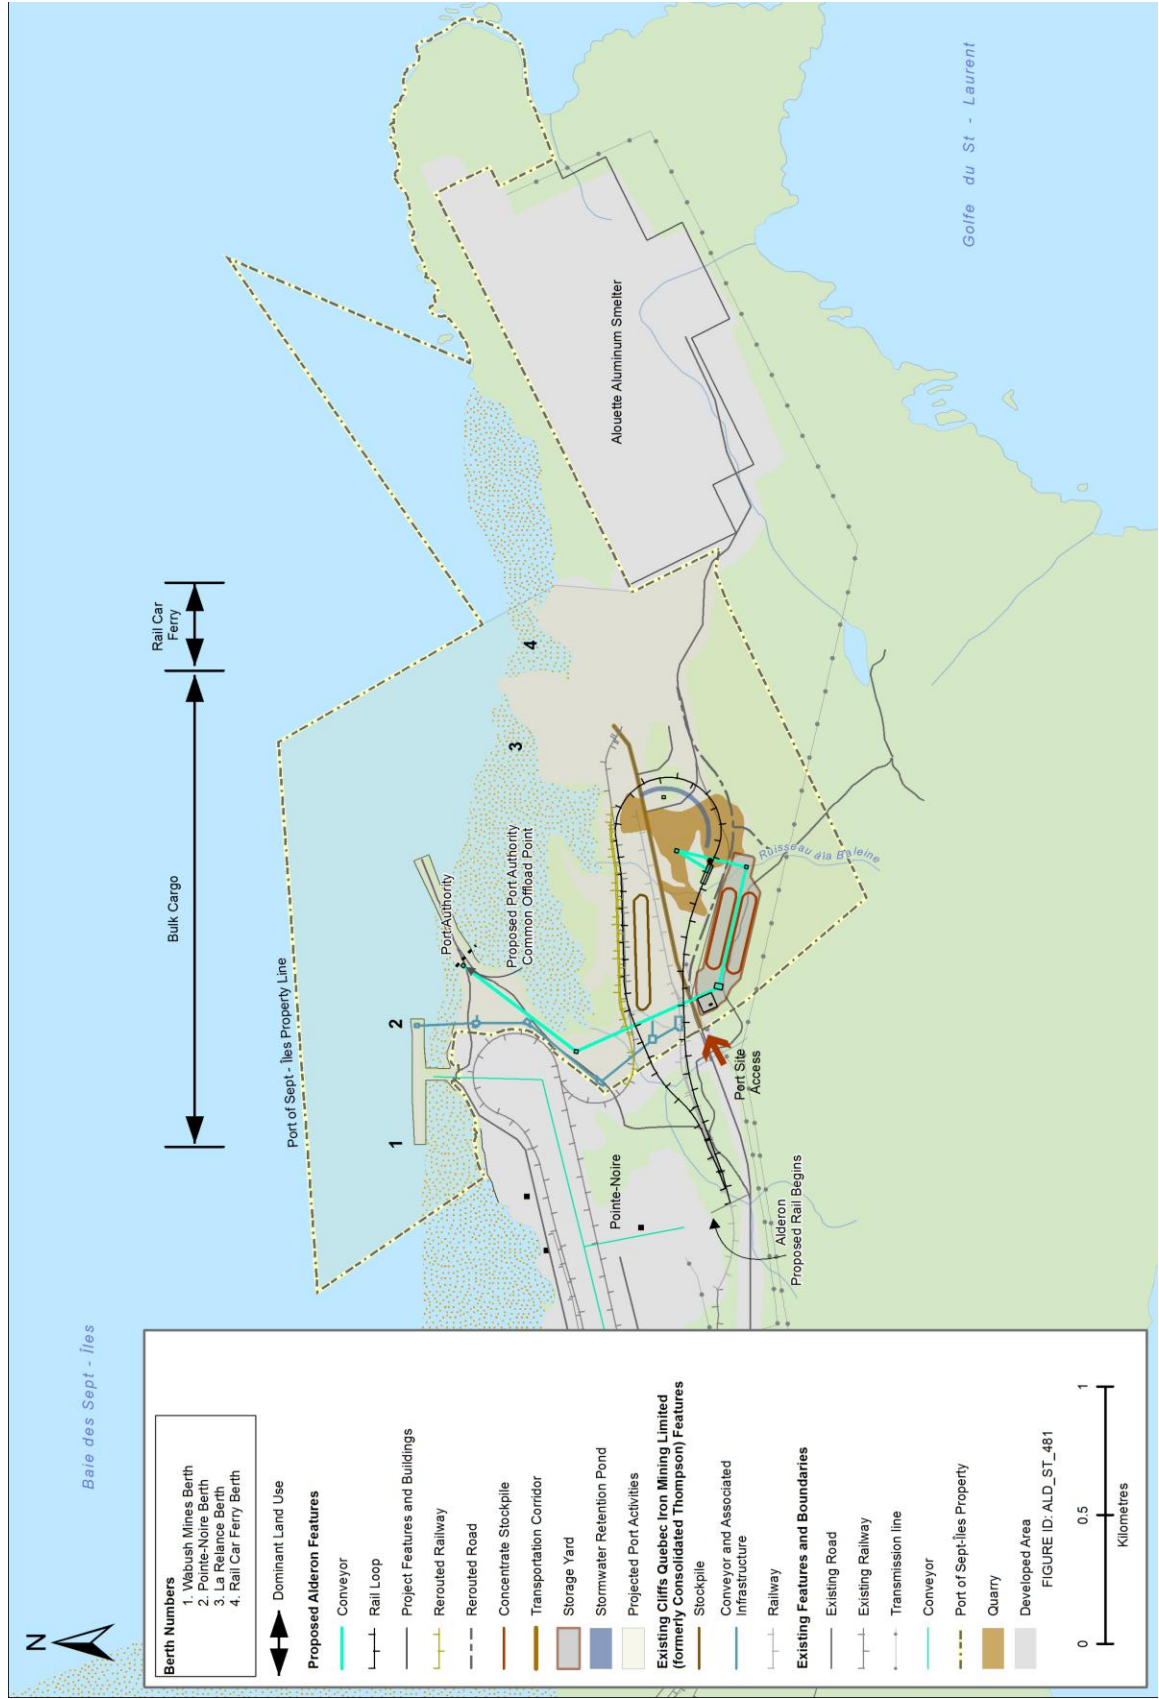 Baie des Sept - Îles
Golfe du St - Laurent
N
Bulk Cargo
Rail Car
Ferry
Port of Sept - Îles Property Line
1
2
3
4
Port Authority
Proposed Port Authority
Common Offload Point
Alouette Aluminum Smelter
Pointe-Noire
Port Site
Access
Alderon
Proposed Rail Begins
Ruisseau à la Baleine
Berth Numbers
1. Wabush Mines Berth
2. Pointe-Noire Berth
3. La Relance Berth
4. Rail Car Ferry Berth
Dominant Land Use
Proposed Alderon Features
Conveyor
Rail Loop
Project Features and Buildings
Rerouted Railway
Rerouted Road
Concentrate Stockpile
Transportation Corridor
Storage Yard
Stormwater Retention Pond
Projected Port Activities
Existing Cliffs Quebec Iron Mining Limited
(formerly Consolidated Thompson) Features
Stockpile
Conveyor and Associated
Infrastructure
Railway
Existing Features and Boundaries
Existing Road
Existing Railway
Transmission line
Conveyor
Port of Sept-Îles Property
Quarry
Developed Area
FIGURE ID: ALD_ST_481
0 0.5 1
Kilometres